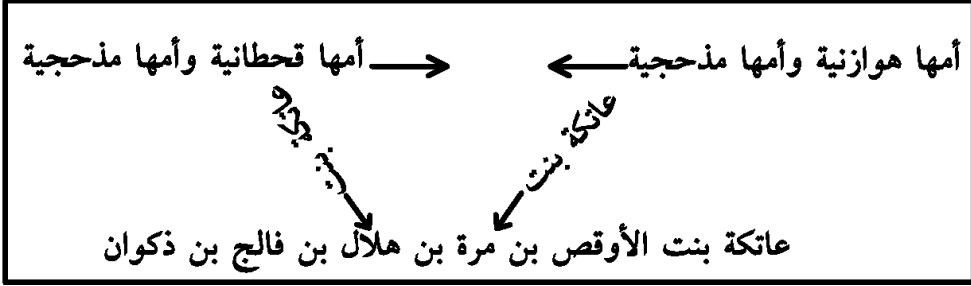 أمها هوازنية وأمها مذحجية
أمها قحطانية وأمها مذحجية
عاتكة بنت
بنت
عاتكة بنت الأوقص بن مرة بن هلال بن فالج بن ذكوان